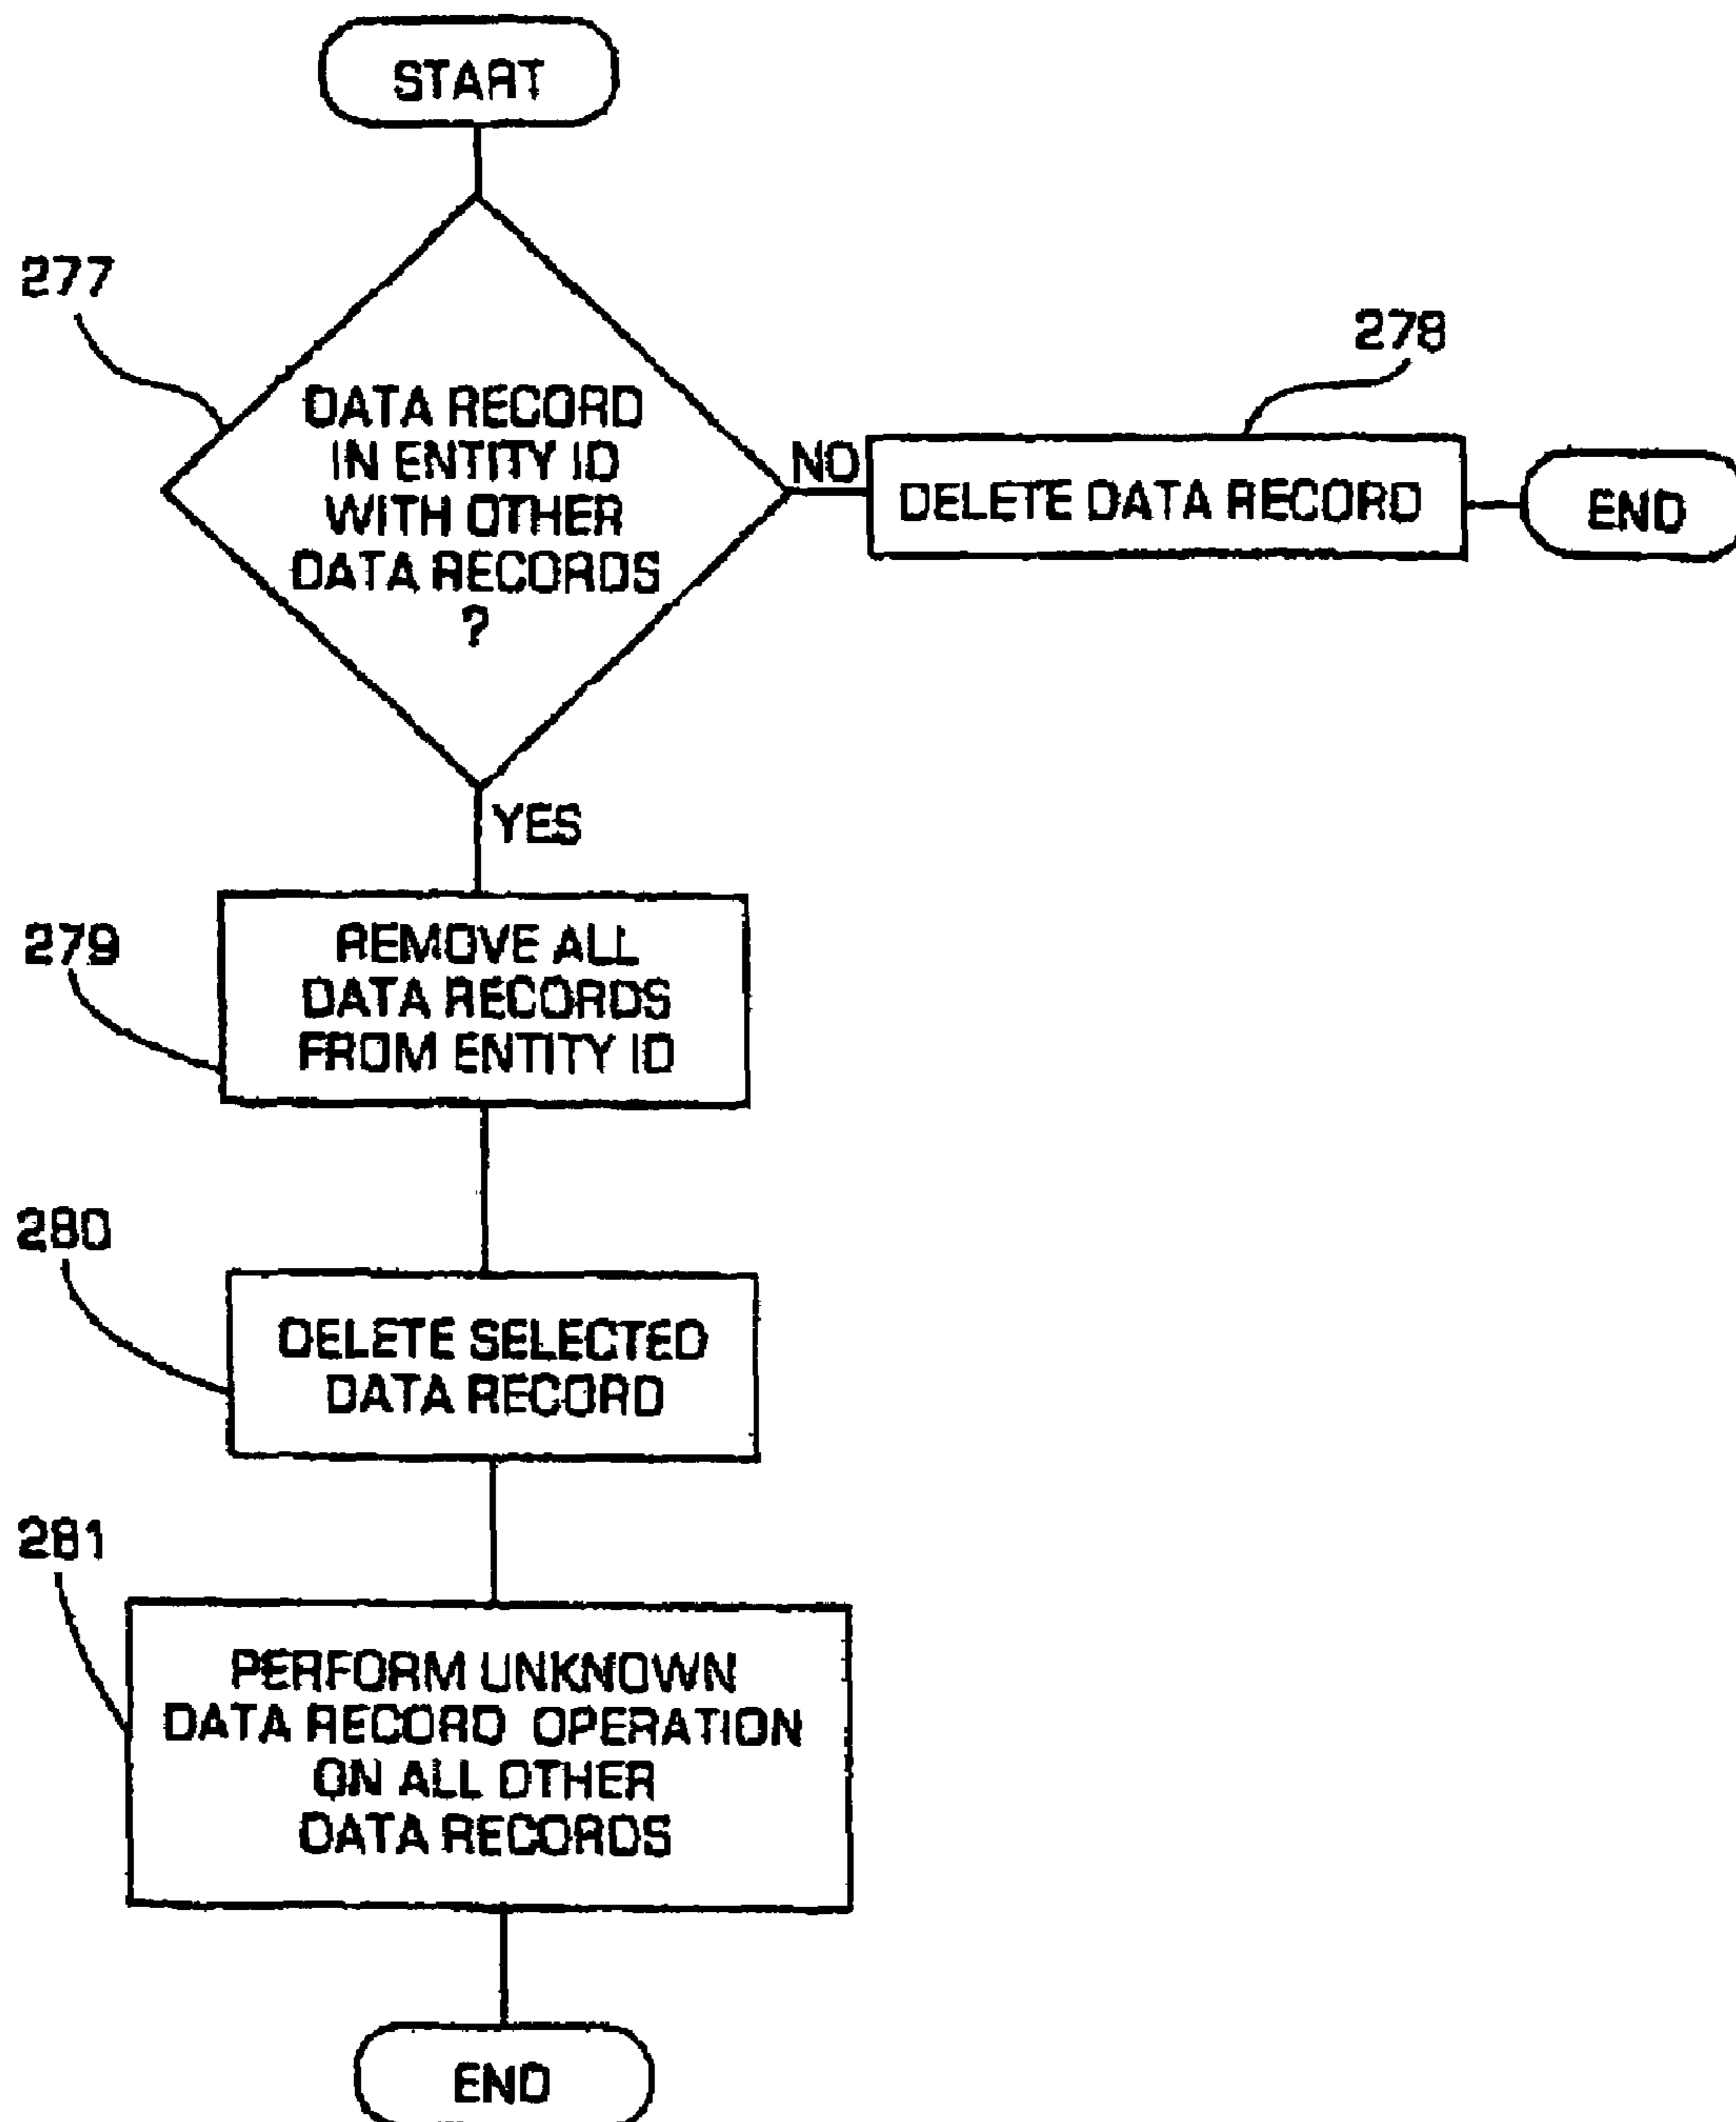 START
277
DATA RECORD
IN ENTITY ID
WITH OTHER
DATA RECORDS
?
NO
278
DELETE DATA RECORD
END
YES
279
REMOVE ALL
DATA RECORDS
FROM ENTITY ID
280
DELETE SELECTED
DATA RECORD
281
PERFORM UNKNOWN
DATA RECORD OPERATION
ON ALL OTHER
DATA RECORDS
END